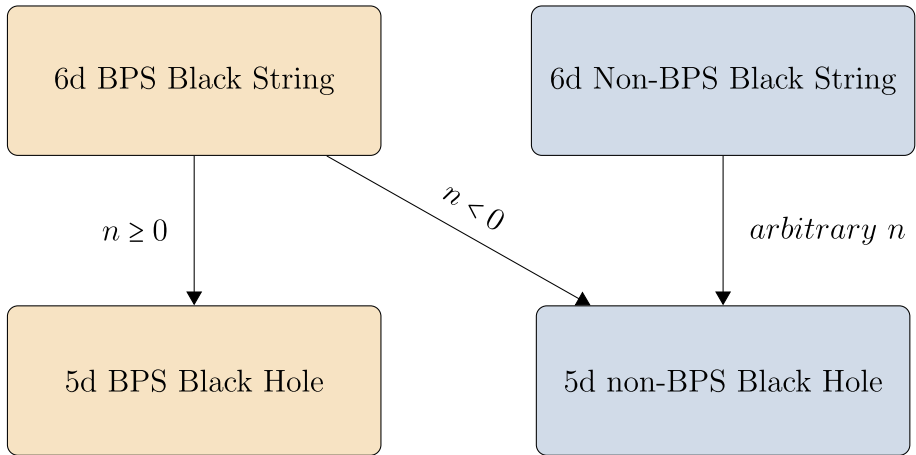 6d BPS Black String
6d Non-BPS Black String
n < 0
n ≥ 0
arbitrary n
5d BPS Black Hole
5d non-BPS Black Hole